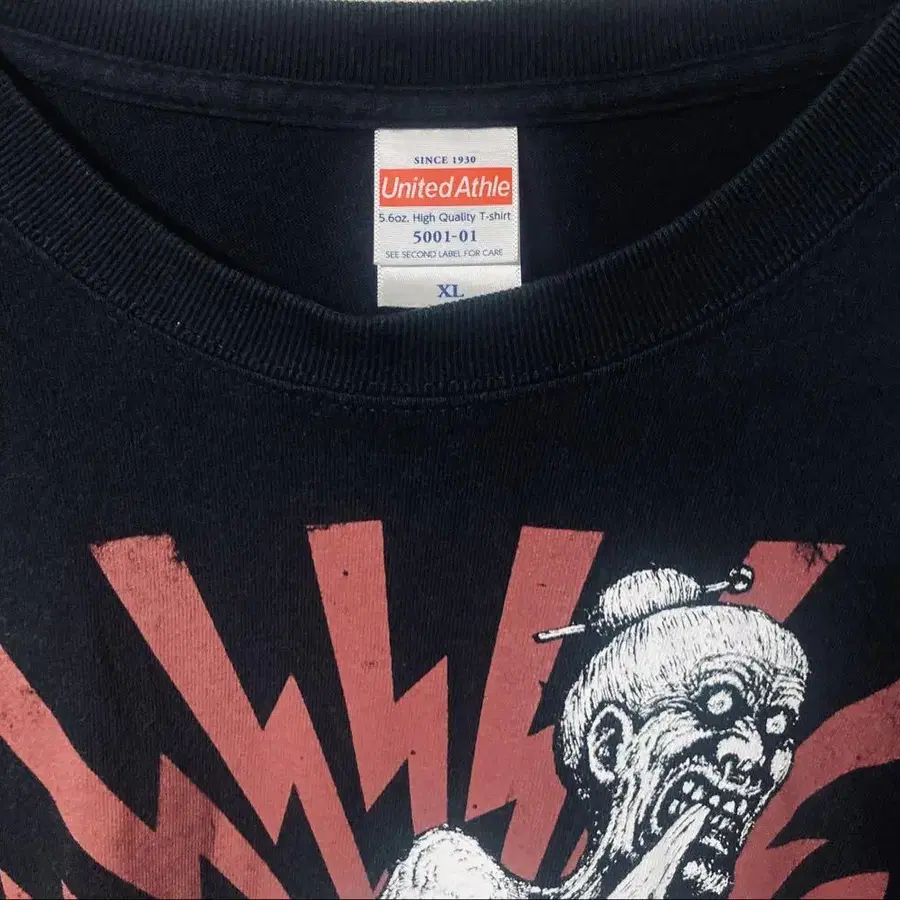 SINCE 1930
United Athle
5.6oz. High Quality T-shirt
5001-01
SEE SECOND LABEL FOR CARE
XL